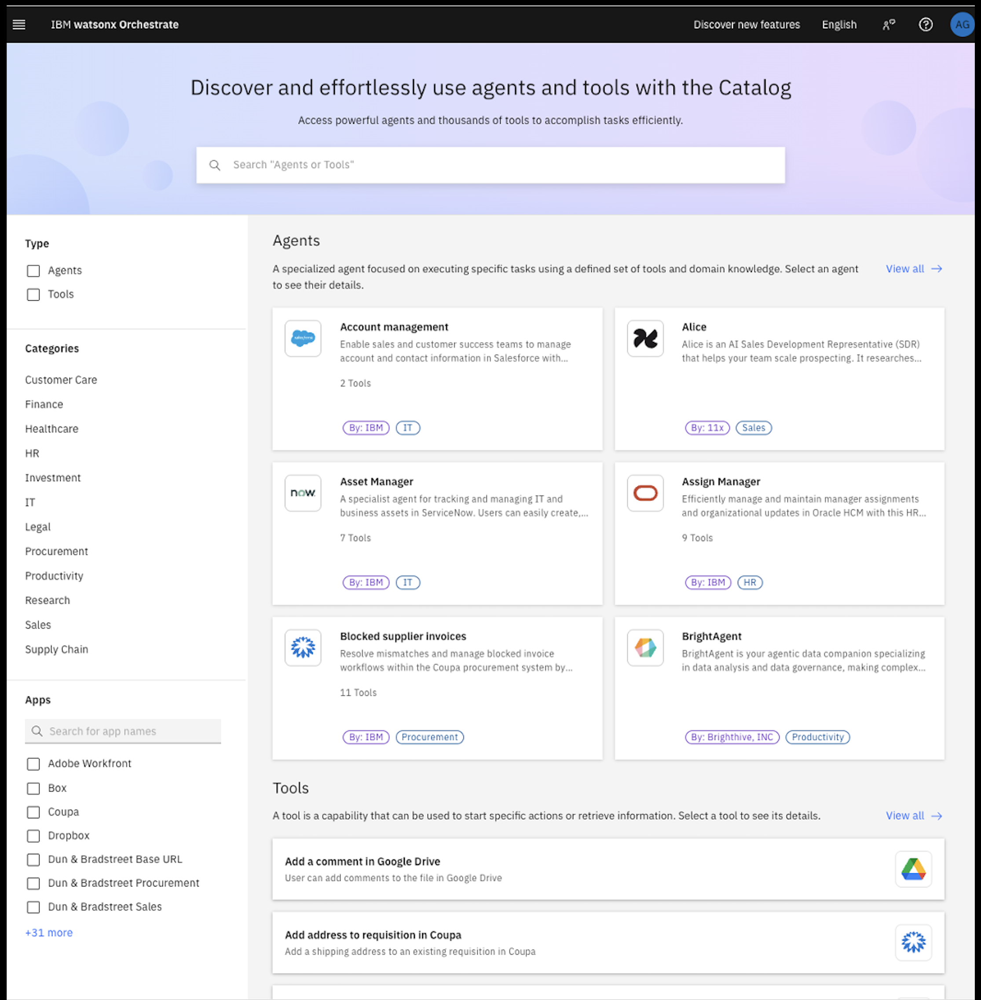 IBM watsonx Orchestrate
Discover new features
English
AG
Discover and effortlessly use agents and tools with the Catalog
Access powerful agents and thousands of tools to accomplish tasks efficiently.
Search "Agents or Tools"
Type
Agents
Tools
Categories
Customer Care
Finance
Healthcare
HR
Investment
IT
Legal
Procurement
Productivity
Research
Sales
Supply Chain
Apps
Search for app names
Adobe Workfront
Box
Coupa
Dropbox
Dun & Bradstreet Base URL
Dun & Bradstreet Procurement
Dun & Bradstreet Sales
+31 more
Agents
A specialized agent focused on executing specific tasks using a defined set of tools and domain knowledge. Select an agent
to see their details.
View all
salesforce
Account management
Enable sales and customer success teams to manage
account and contact information in Salesforce with...
2 Tools
By: IBM
IT
Alice
Alice is an AI Sales Development Representative (SDR)
that helps your team scale prospecting. It researches...
By: 11x
Sales
now.
Asset Manager
A specialist agent for tracking and managing IT and
business assets in ServiceNow. Users can easily create,...
7 Tools
By: IBM
IT
Assign Manager
Efficiently manage and maintain manager assignments
and organizational updates in Oracle HCM with this HR...
9 Tools
By: IBM
HR
Blocked supplier invoices
Resolve mismatches and manage blocked invoice
workflows within the Coupa procurement system by...
11 Tools
By: IBM
Procurement
BrightAgent
BrightAgent is your agentic data companion specializing
in data analysis and data governance, making complex...
By: Brighthive, INC
Productivity
Tools
A tool is a capability that can be used to start specific actions or retrieve information. Select a tool to see its details.
View all
Add a comment in Google Drive
User can add comments to the file in Google Drive
Add address to requisition in Coupa
Add a shipping address to an existing requisition in Coupa